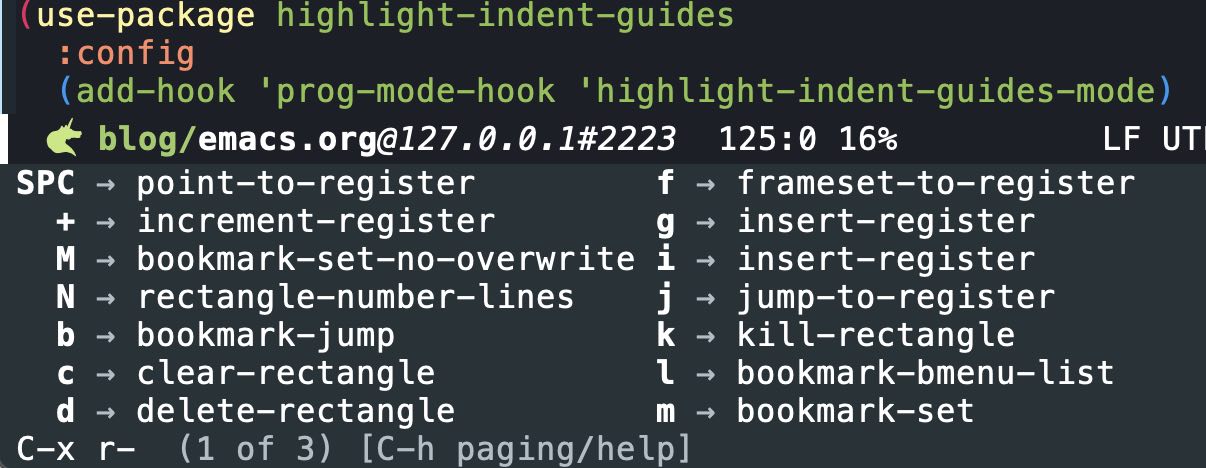 (use-package highlight-indent-guides
:config
(add-hook 'prog-mode-hook 'highlight-indent-guides-mode)
blog/emacs.org@127.0.0.1#2223 125:0 16% LF UT
SPC → point-to-register f → frameset-to-register
+ → increment-register g → insert-register
M → bookmark-set-no-overwrite i → insert-register
N → rectangle-number-lines j → jump-to-register
b → bookmark-jump k → kill-rectangle
c → clear-rectangle l → bookmark-bmenu-list
d → delete-rectangle m → bookmark-set
C-x r- (1 of 3) [C-h paging/help]